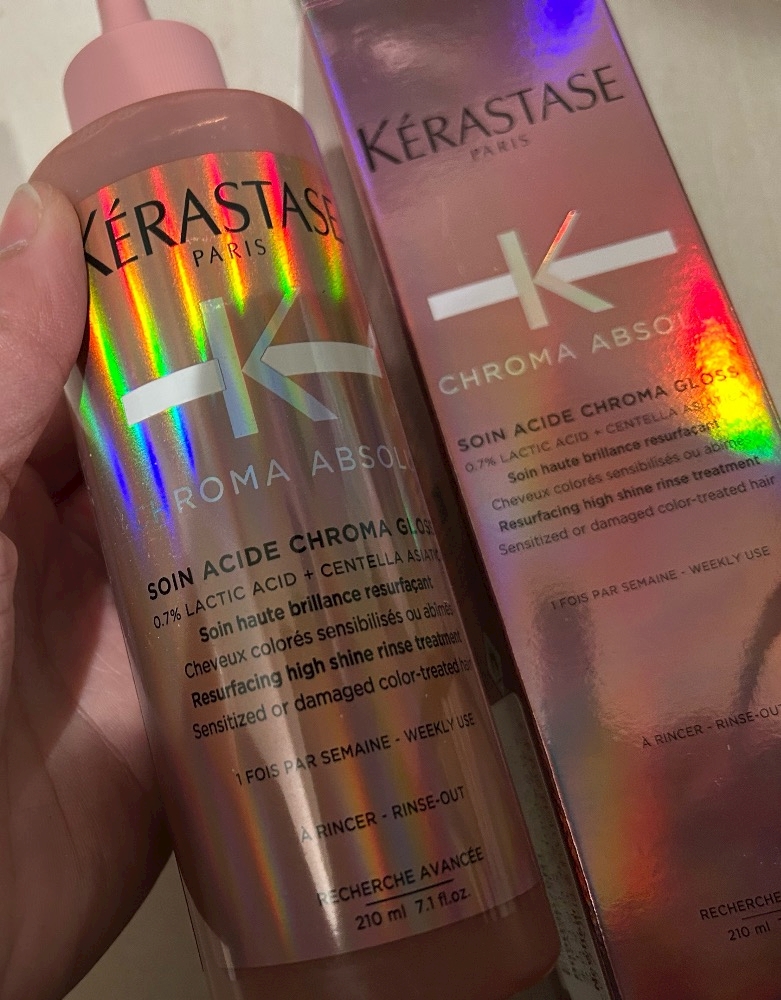 KÉRASTASE
PARIS
K
ROMA ABSOL
SOIN ACIDE CHROMA GLOSS
0.7% LACTIC ACID + CENTELLA ASIATIC
Soin haute brillance resurfaçant
Cheveux colorés sensibilisés ou abîmés
Resurfacing high shine rinse treatment
Sensitized or damaged color-treated hair
1 FOIS PAR SEMAINE - WEEKLY USE
À RINCER - RINSE-OUT
RECHERCHE AVANCÉE
210 ml 7.1 fl.oz.
KÉRASTASE
PARIS
K
CHROMA ABSOL
SOIN ACIDE CHROMA GLOSS
0.7% LACTIC ACID + CENTELLA
Soin haute brillance resurfaçant
Cheveux colorés sensibilisés ou abîmés
Resurfacing high shine rinse treatment
Sensitized or damaged color-treated hair
1 FOIS PAR SEMAINE - WEEKLY USE
À RINCER - RINSE-OUT
RECHERCHE
210 ml